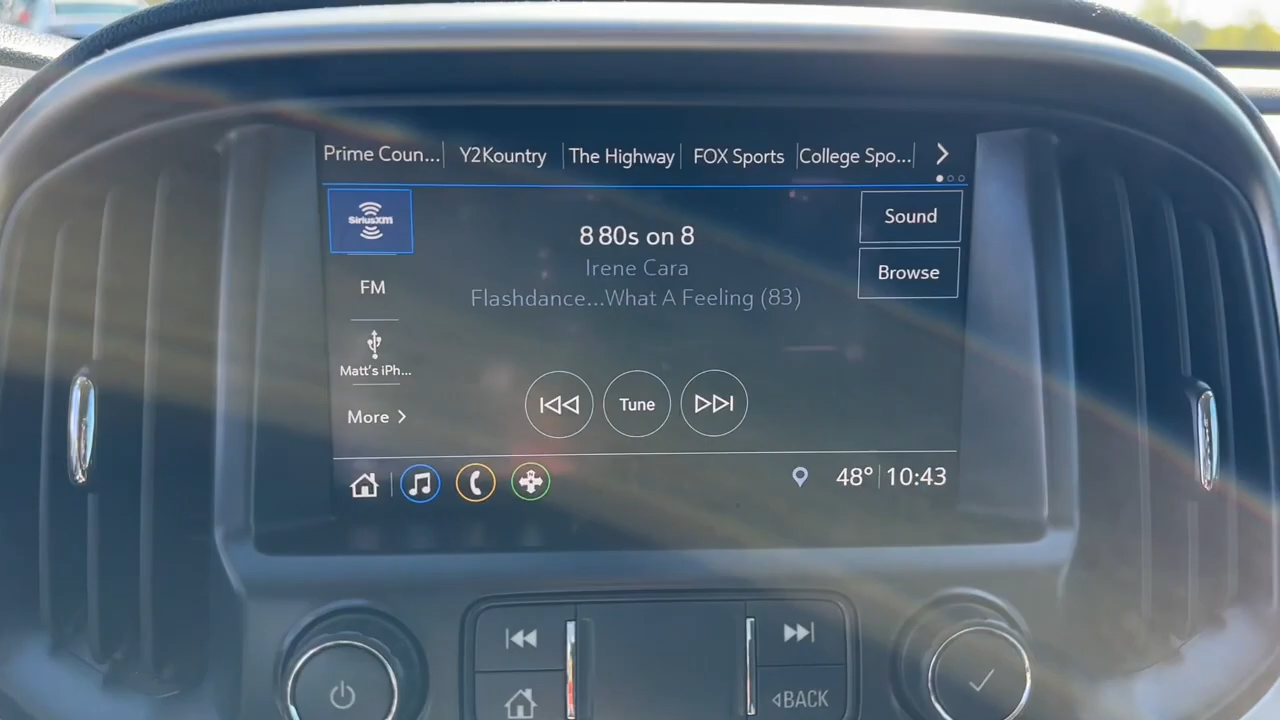 Prime Coun... Y2Kountry The Highway FOX Sports College Spo...
SiriusXM
Sound
8 80s on 8
Irene Cara
Browse
FM
Flashdance...What A Feeling (83)
Matt's iPh...
More
Tune
48° 10:43
BACK